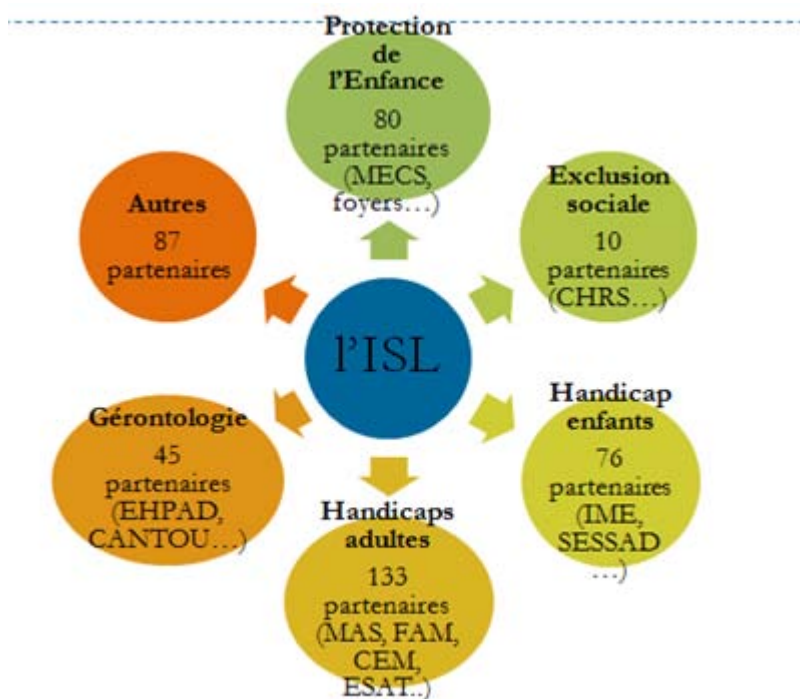 Protection
de
l'Enfance
80
partenaires
(MECS,
foyers…)
Exclusion
sociale
10
partenaires
(CHRS…)
Handicap
enfants
76
partenaires
(IME,
SESSAD
…)
Handicaps
adultes
133
partenaires
(MAS, FAM,
CEM,
ESAT..)
Gérontologie
45
partenaires
(EHPAD,
CANTOU…)
Autres
87
partenaires
l'ISL